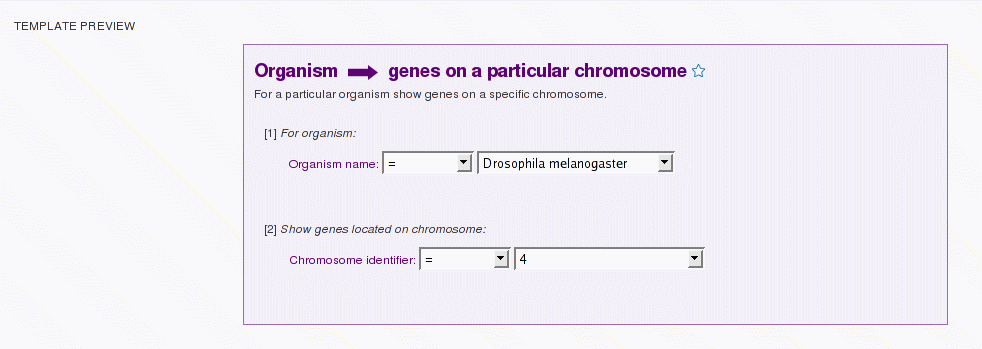 TEMPLATE PREVIEW
Organism genes on a particular chromosome
For a particular organism show genes on a specific chromosome.
[1] For organism:
Organism name: = Drosophila melanogaster
[2] Show genes located on chromosome:
Chromosome identifier: = 4